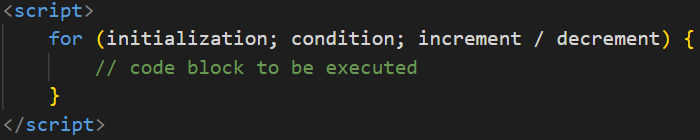 <script>
for (initialization; condition; increment / decrement) {
// code block to be executed
}
</script>